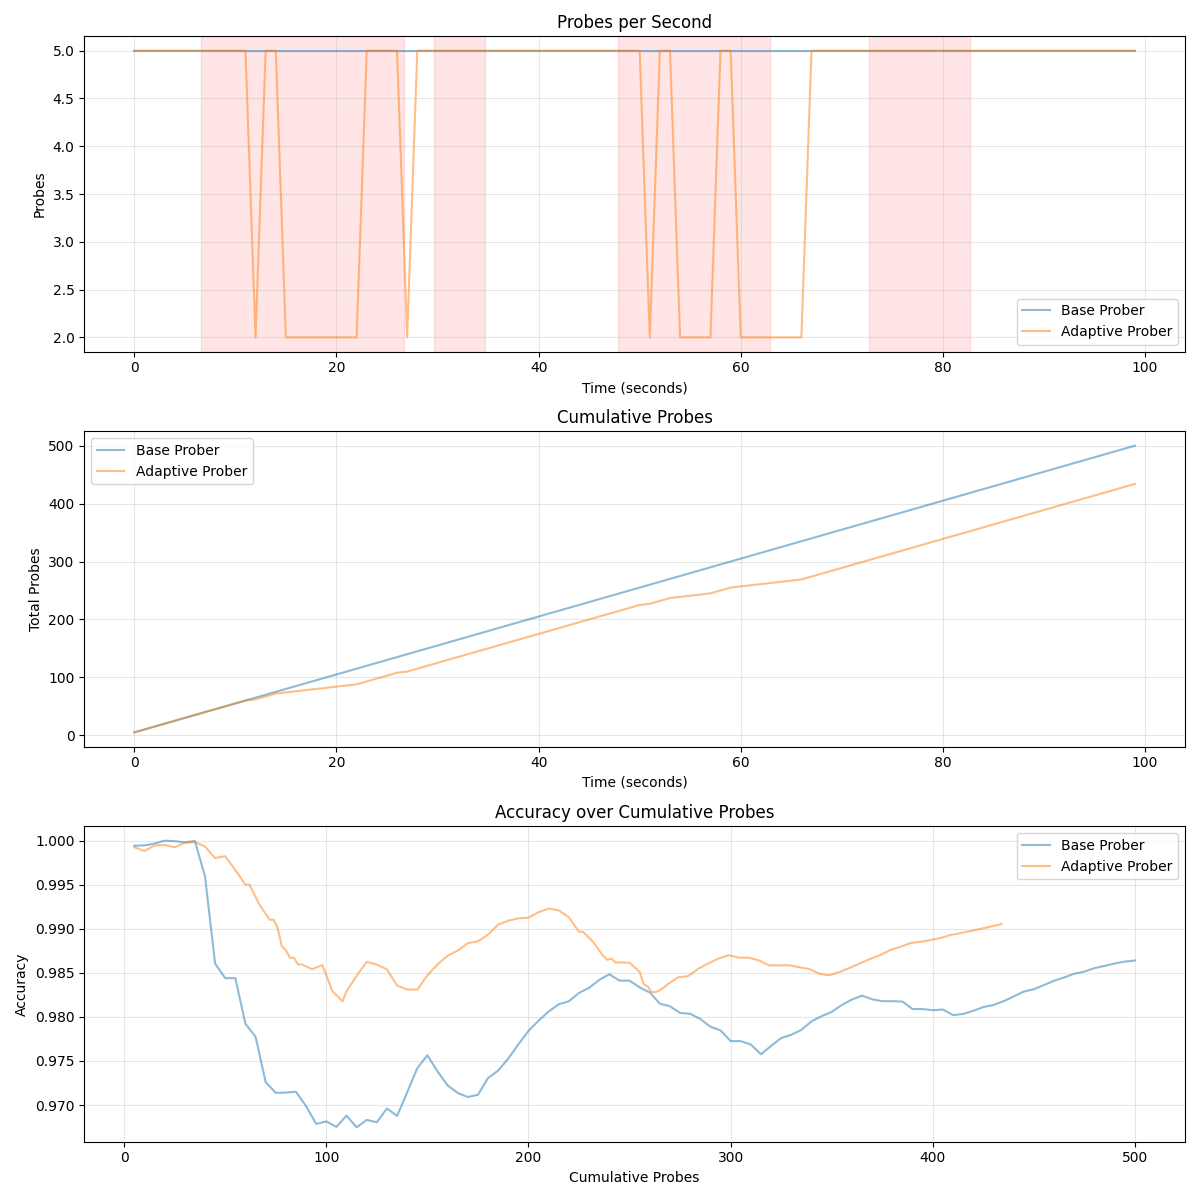 Probes per Second
5.0
4.5
4.0
3.5
3.0
2.5
2.0
Probes
Base Prober
Adaptive Prober
0 20 40 60 80 100
Time (seconds)
Cumulative Probes
500
400
300
200
100
0
Total Probes
Base Prober
Adaptive Prober
0 20 40 60 80 100
Time (seconds)
Accuracy over Cumulative Probes
1.000
0.995
0.990
0.985
0.980
0.975
0.970
Accuracy
Base Prober
Adaptive Prober
0 100 200 300 400 500
Cumulative Probes